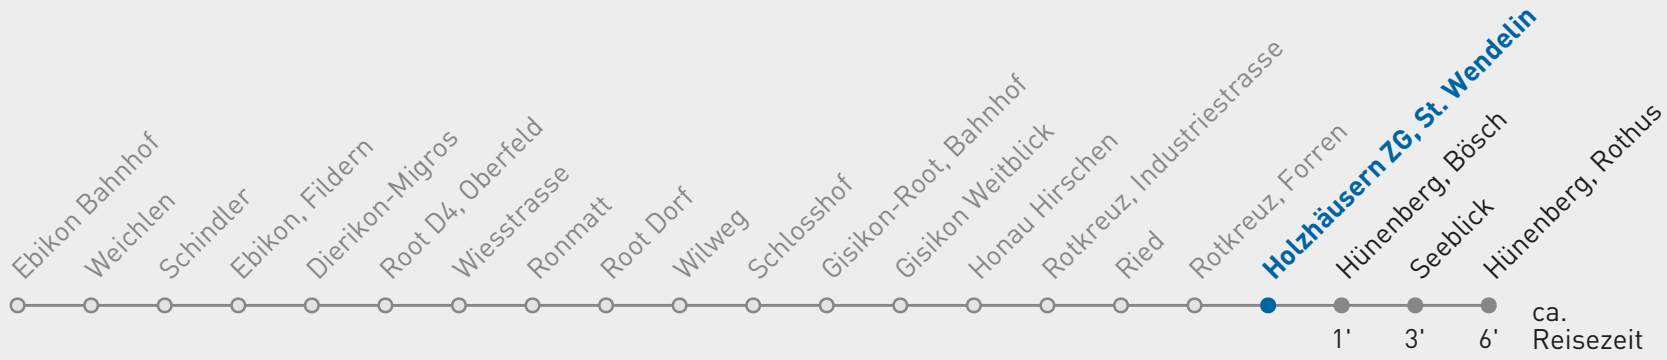 Ebikon Bahnhof
Weichlen
Schindler
Ebikon, Fildern
Dierikon-Migros
Root D4, Oberfeld
Wiesstrasse
Ronmatt
Root Dorf
Wilweg
Schlosshof
Gisikon-Root, Bahnhof
Gisikon Weitblick
Honau Hirschen
Rotkreuz, Industriestrasse
Ried
Rotkreuz, Forren
Holzhäusern ZG, St. Wendelin
Hünenberg, Bösch
Seeblick
Hünenberg, Rothus
1' 3' 6'
ca.
Reisezeit